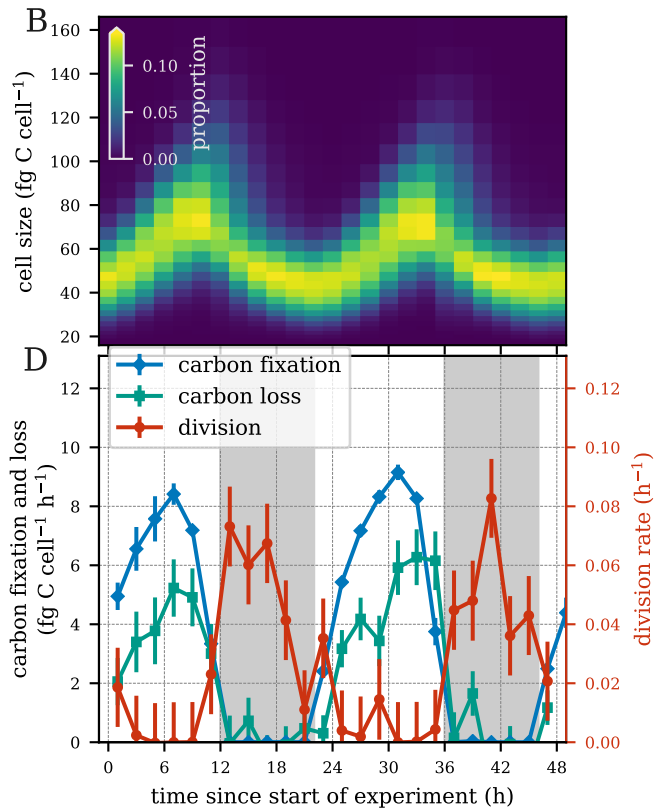 B
160
140
120
100
80
60
40
20
cell size (fg C cell⁻¹)
0.10
0.05
0.00
proportion
D
carbon fixation
carbon loss
division
12
10
8
6
4
2
0
carbon fixation and loss
(fg C cell⁻¹ h⁻¹)
0.12
0.10
0.08
0.06
0.04
0.02
0.00
division rate (h⁻¹)
0 6 12 18 24 30 36 42 48
time since start of experiment (h)